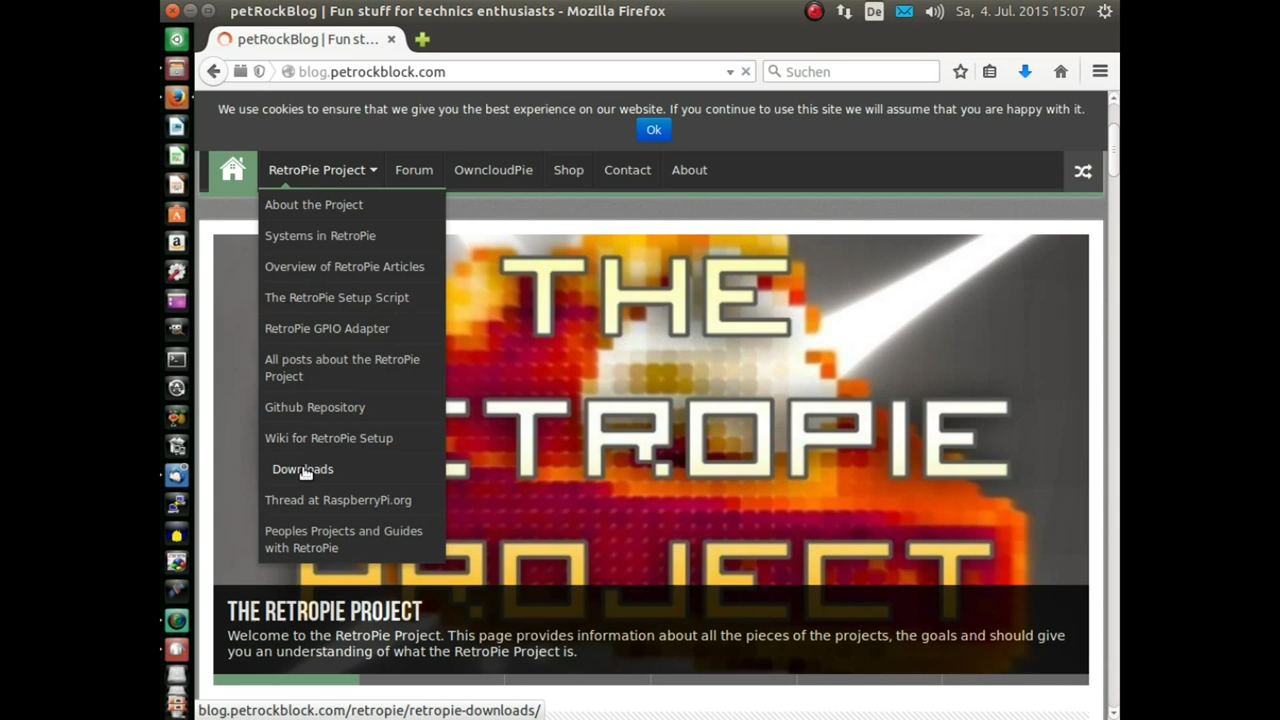 petRockBlog | Fun stuff for technics enthusiasts - Mozilla Firefox
De
Sa, 4. Jul. 2015 15:07
petRockBlog | Fun st...
blog.petrockblock.com
Suchen
We use cookies to ensure that we give you the best experience on our website. If you continue to use this site we will assume that you are happy with it.
Ok
RetroPie Project
Forum
OwncloudPie
Shop
Contact
About
About the Project
Systems in RetroPie
Overview of RetroPie Articles
The RetroPie Setup Script
RetroPie GPIO Adapter
All posts about the RetroPie
Project
Github Repository
Wiki for RetroPie Setup
Downloads
Thread at RaspberryPi.org
Peoples Projects and Guides
with RetroPie
THE
ETROPIE
PROJECT
THE RETROPIE PROJECT
Welcome to the RetroPie Project. This page provides information about all the pieces of the projects, the goals and should give
you an understanding of what the RetroPie Project is.
blog.petrockblock.com/retropie/retropie-downloads/